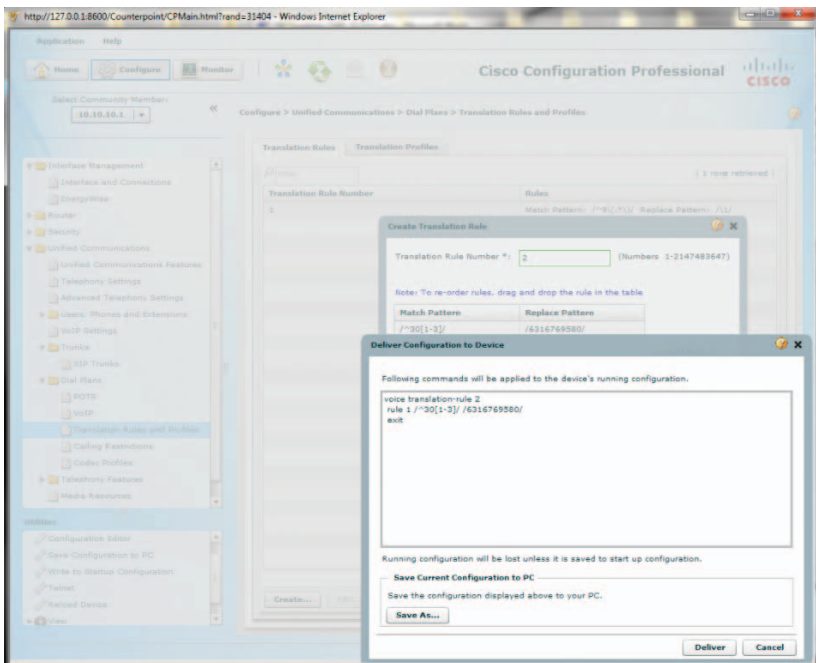 http://127.0.0.1:8600/Counterpoint/CPMain.html?rand=31404 - Windows Internet Explorer
Application Help
Home Configure Monitor
Cisco Configuration Professional
CISCO
Select Community Member:
10.10.10.1
Configure > Unified Communications > Dial Plans > Translation Rules and Profiles
Translation Rules Translation Profiles
1 rows retrieved
Translation Rule Number Rules
1 Match Pattern: /^9\(.*\)/ Replace Pattern: /\1/
Interface Management
Interface and Connections
EnergyWise
Router
Security
Unified Communications
Unified Communications Features
Telephony Settings
Advanced Telephony Settings
Users, Phones and Extensions
VoIP Settings
Trunks
SIP Trunks
Dial Plans
POTS
VoIP
Translation Rules and Profiles
Calling Restrictions
Codec Profiles
Telephony Features
Media Resources
Utilities
Configuration Editor
Save Configuration to PC
Write to Startup Configuration
Telnet
Reload Device
View
Create...
Create Translation Rule
Translation Rule Number *: 2 (Numbers 1-2147483647)
Note: To re-order rules, drag and drop the rule in the table
Match Pattern Replace Pattern
/^30[1-3]/ /6316769580/
Deliver Configuration to Device
Following commands will be applied to the device's running configuration.
voice translation-rule 2
rule 1 /^30[1-3]/ /6316769580/
exit
Running configuration will be lost unless it is saved to start up configuration.
Save Current Configuration to PC
Save the configuration displayed above to your PC.
Save As...
Deliver Cancel